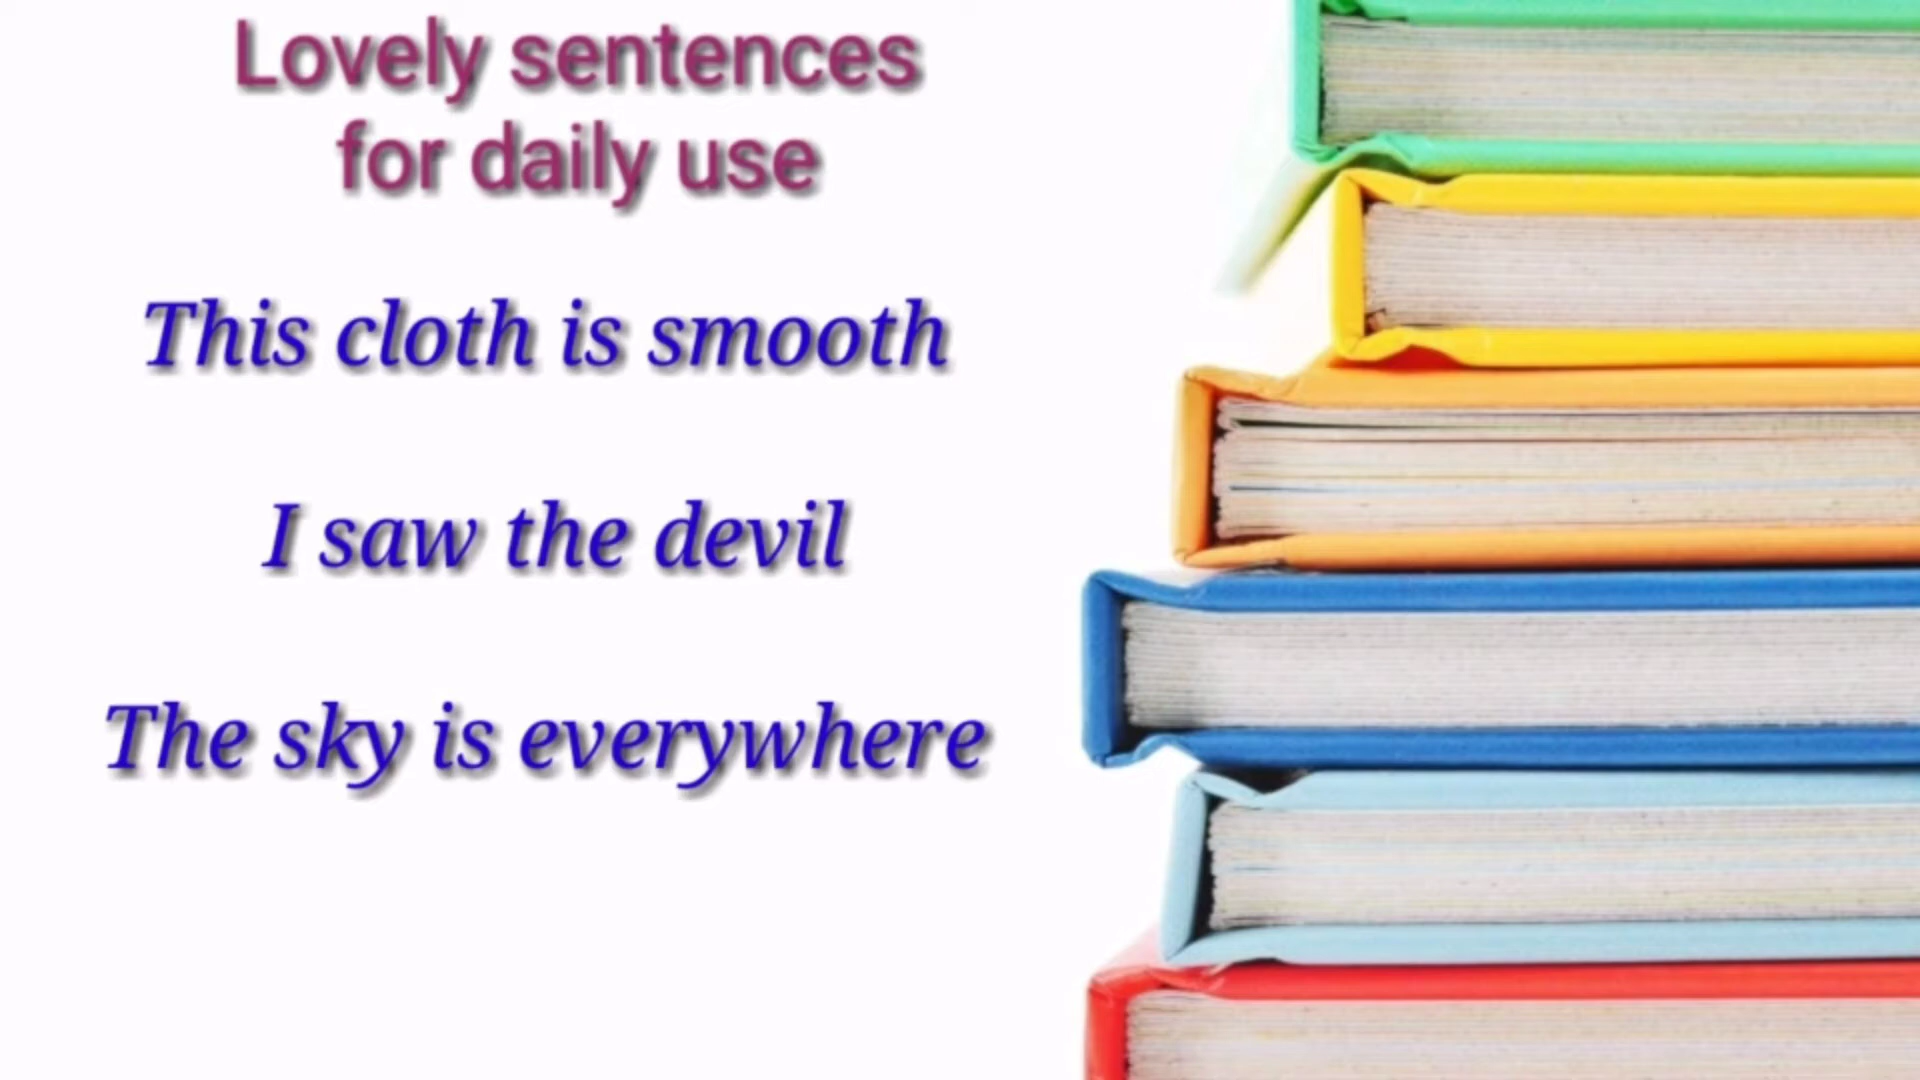 Lovely sentences
for daily use
This cloth is smooth
I saw the devil
The sky is everywhere